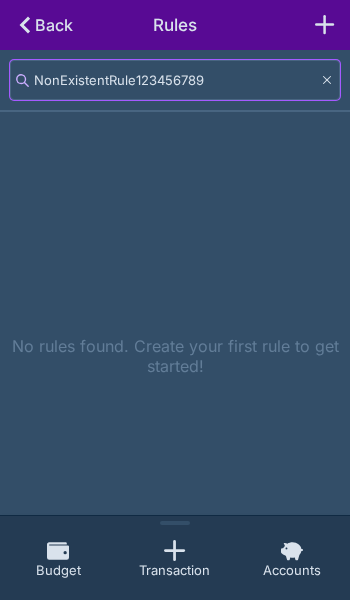 Back
Rules
NonExistentRule123456789
No rules found. Create your first rule to get
started!
Budget
Transaction
Accounts